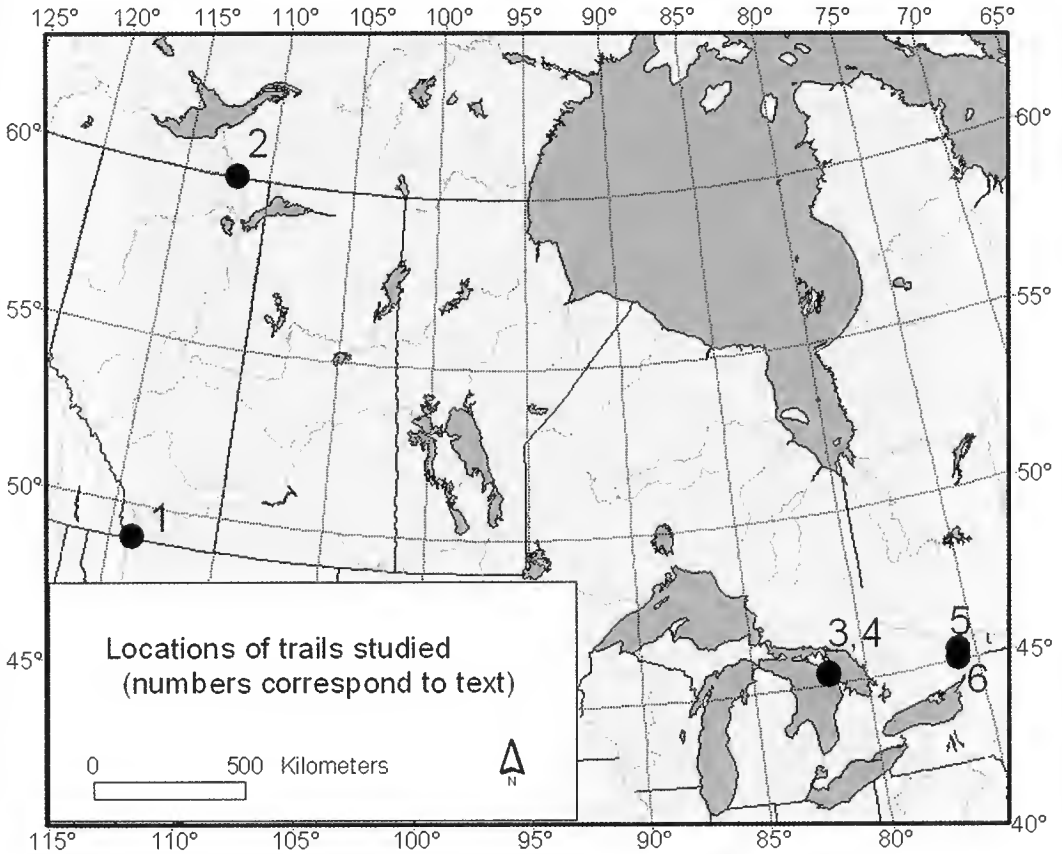 125° 120° 115° 110° 105° 100° 95° 90° 85° 80° 75° 70° 65°
60° 60°
2
55° 55°
50° 50°
1
Locations of trails studied
(numbers correspond to text)
3,4
5
45° 45°
6
0 500 Kilometers
N
40°
115° 110° 105° 100° 95° 90° 85° 80°